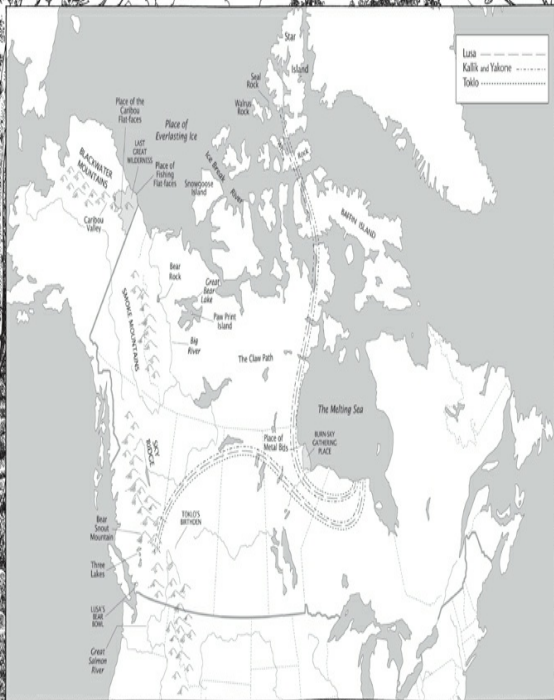 Lusa
Kallik and Yakone
Toklo
Star
Island
Seal
Rock
Walrus
Rock
Place of the
Caribou
Flat-faces
Place of
Everlasting Ice
LAST
GREAT
WILDERNESS
BLACKWATER
MOUNTAINS
Place of
Fishing
Flat-faces
Ice Break
River
Snowgoose
Island
BAFFIN ISLAND
Caribou
Valley
Bear
Rock
Great
Bear
Lake
SMOKE MOUNTAINS
Paw Print
Island
Big
River
The Claw Path
The Melting Sea
Place of
Metal Birds
BURN-SKY
GATHERING
PLACE
SKY
RIDGE
TOKLO'S
BIRTHDEN
Bear
Snout
Mountain
Three
Lakes
LUSA'S
BEAR
BOWL
Great
Salmon
River